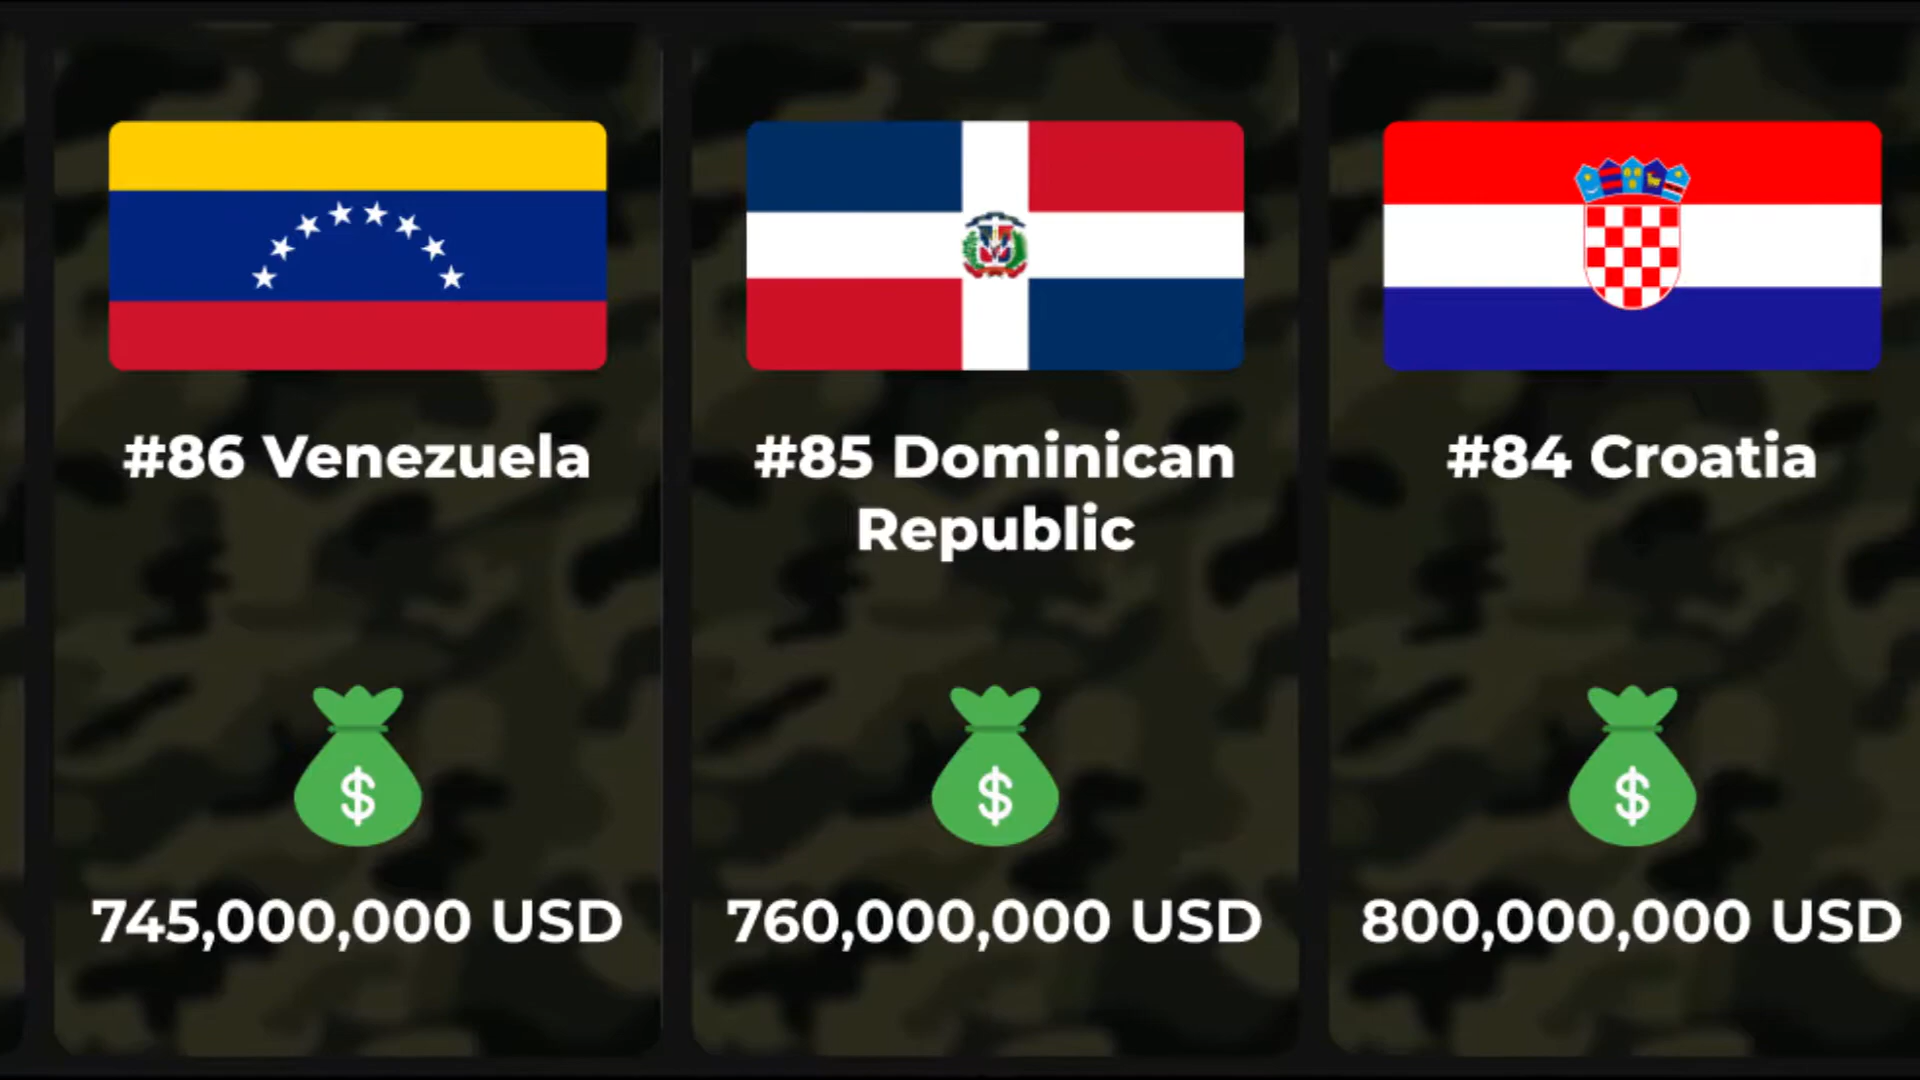 #86 Venezuela
$
745,000,000 USD
#85 Dominican
Republic
$
760,000,000 USD
#84 Croatia
$
800,000,000 USD